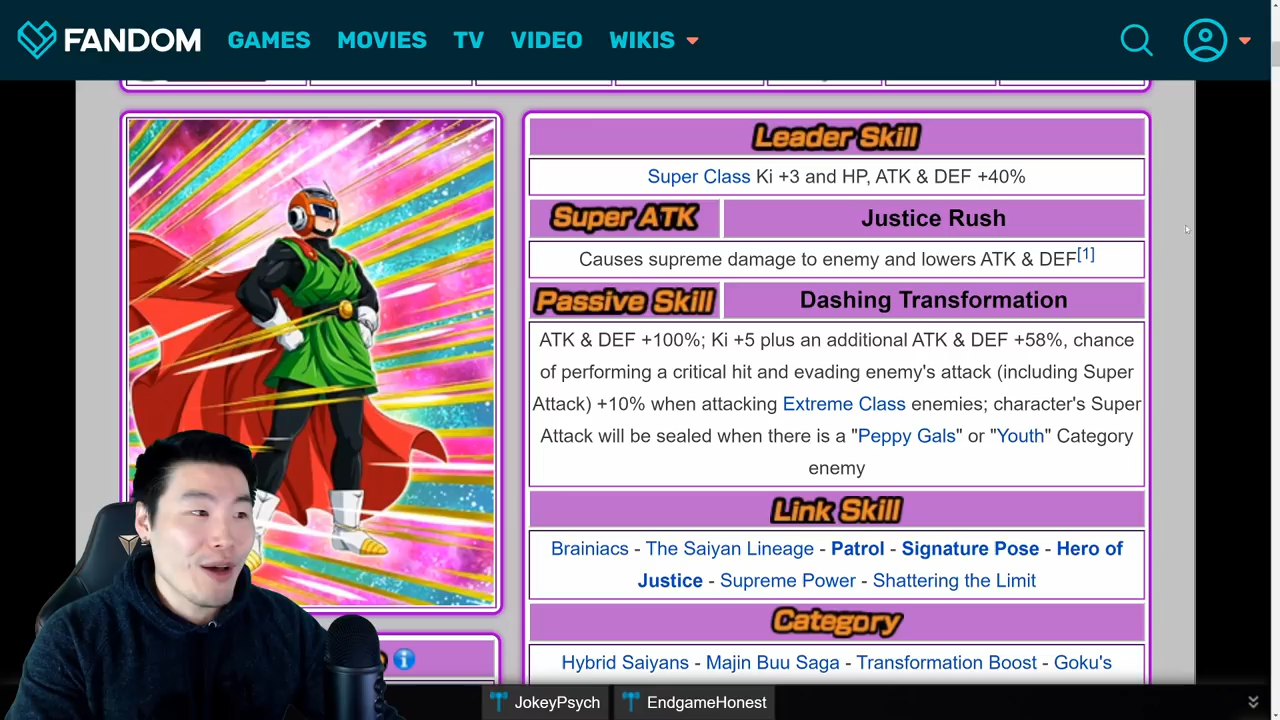 FANDOM GAMES MOVIES TV VIDEO WIKIS
Leader Skill
Super Class Ki +3 and HP, ATK & DEF +40%
Super ATK Justice Rush
Causes supreme damage to enemy and lowers ATK & DEF[1]
Passive Skill Dashing Transformation
ATK & DEF +100%; Ki +5 plus an additional ATK & DEF +58%, chance
of performing a critical hit and evading enemy's attack (including Super
Attack) +10% when attacking Extreme Class enemies; character's Super
Attack will be sealed when there is a "Peppy Gals" or "Youth" Category
enemy
Link Skill
Brainiacs - The Saiyan Lineage - Patrol - Signature Pose - Hero of
Justice - Supreme Power - Shattering the Limit
Category
Hybrid Saiyans - Majin Buu Saga - Transformation Boost - Goku's
JokeyPsych EndgameHonest